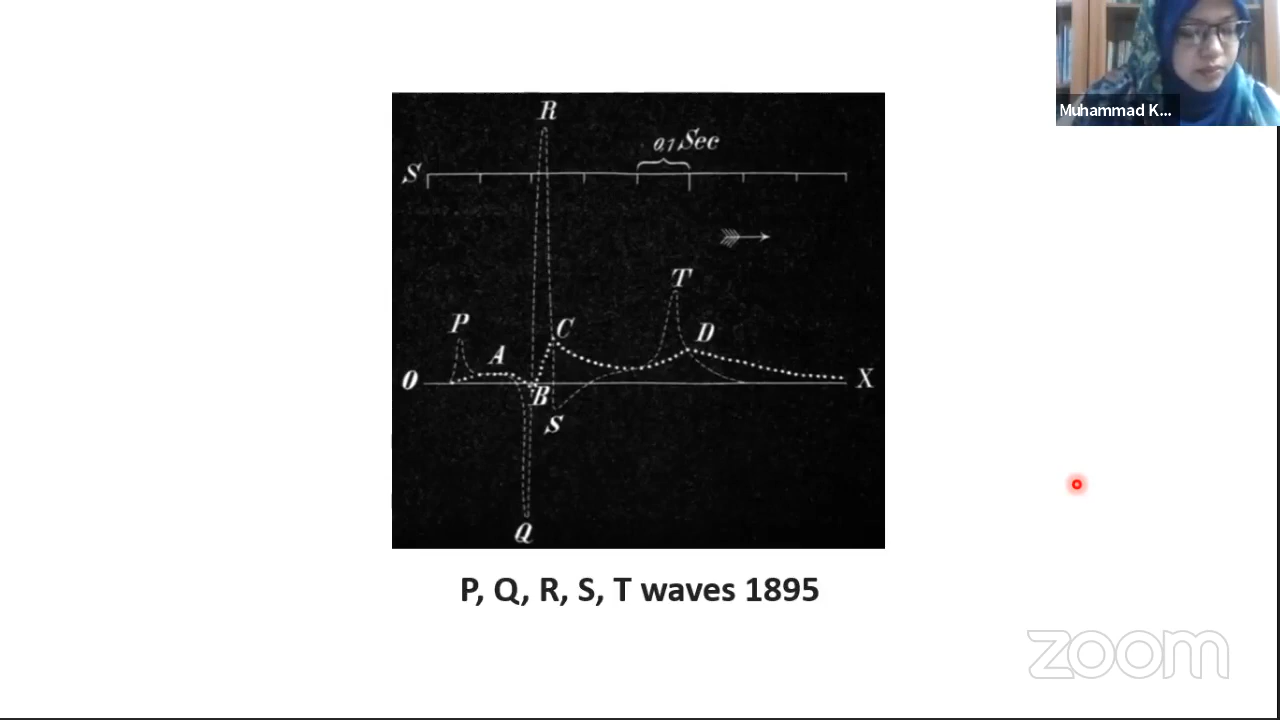 Muhammad K...
R
0,1 Sec
S
T
P
A
C
D
O
B
X
S
Q
P, Q, R, S, T waves 1895
zoom